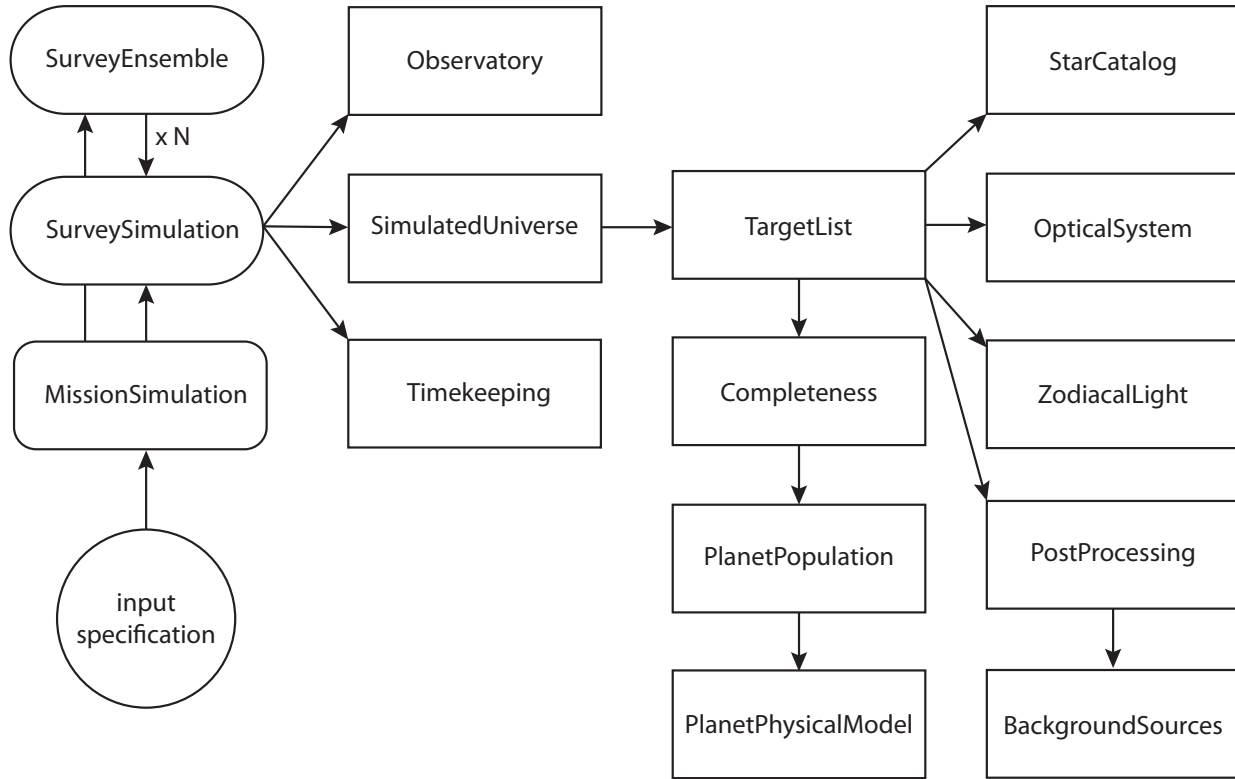 SurveyEnsemble
Observatory
StarCatalog
x N
SurveySimulation
SimulatedUniverse
TargetList
OpticalSystem
MissionSimulation
Timekeeping
Completeness
ZodiacalLight
PlanetPopulation
PostProcessing
input
specification
PlanetPhysicalModel
BackgroundSources